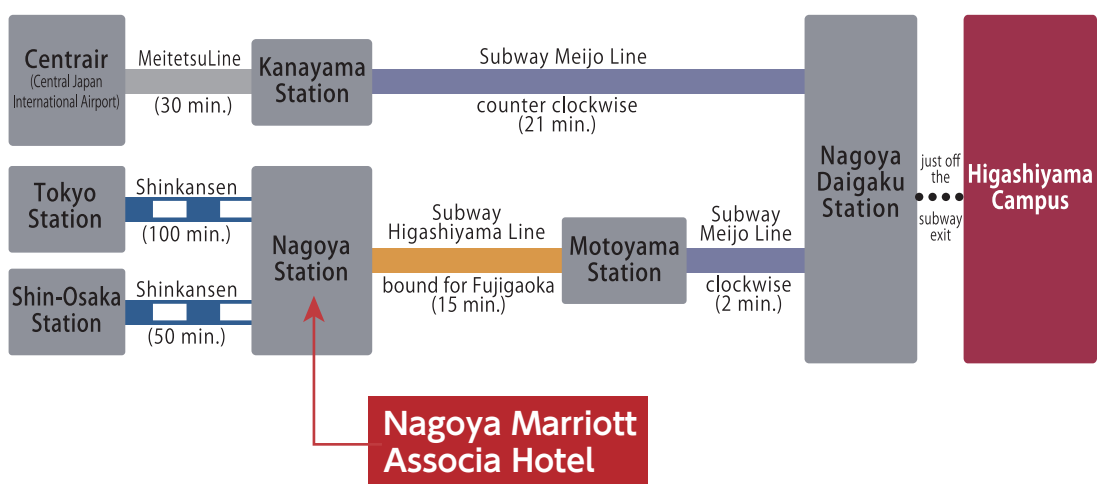 Centrair
(Central Japan
International Airport)
MeitetsuLine
(30 min.)
Kanayama
Station
Subway Meijo Line
counter clockwise
(21 min.)
Tokyo
Station
Shinkansen
(100 min.)
Shin-Osaka
Station
Shinkansen
(50 min.)
Nagoya
Station
Subway
Higashiyama Line
bound for Fujigaoka
(15 min.)
Motoyama
Station
Subway
Meijo Line
clockwise
(2 min.)
Nagoya
Daigaku
Station
just off
the
subway
exit
Higashiyama
Campus
Nagoya Marriott
Associa Hotel